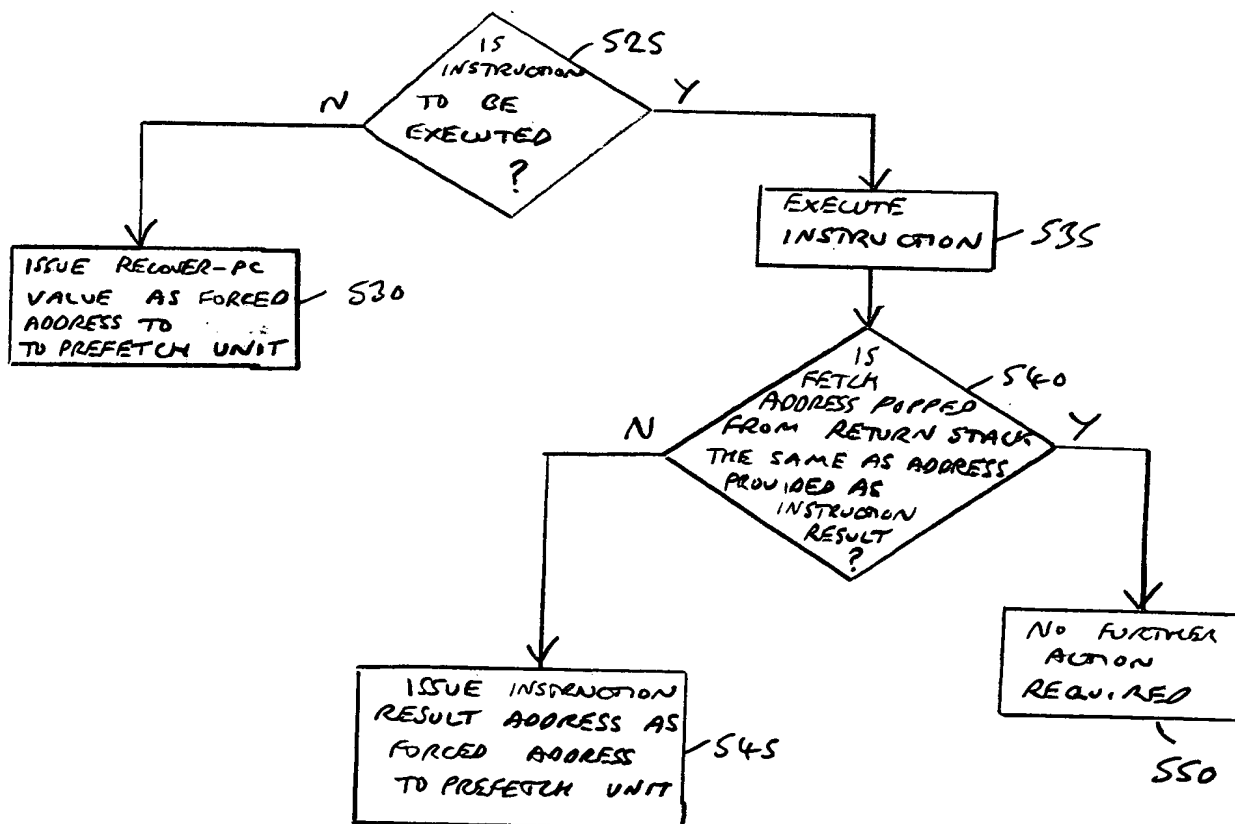 IS
INSTRUCTION
TO BE
EXECUTED
?
525
N
Y
EXECUTE
INSTRUCTION
535
ISSUE RECOVER-PC
VALUE AS FORCED
ADDRESS TO
TO PREFETCH UNIT
530
IS
FETCH
ADDRESS POPPED
FROM RETURN STACK
THE SAME AS ADDRESS
PROVIDED AS
INSTRUCTION
RESULT
?
540
N
Y
ISSUE INSTRUCTION
RESULT ADDRESS AS
FORCED ADDRESS
TO PREFETCH UNIT
545
NO FURTHER
ACTION
REQUIRED
550